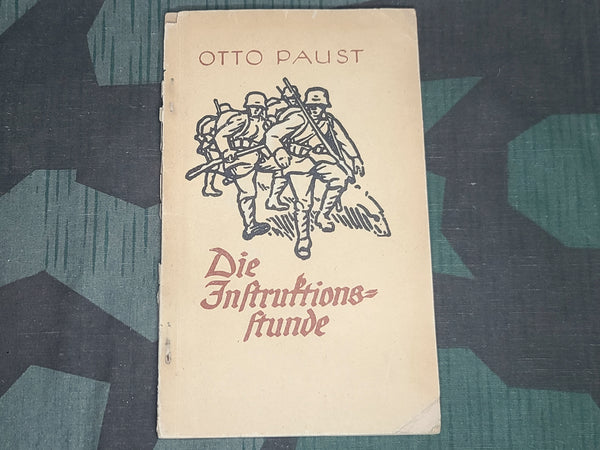 OTTO PAUST
Die
Instruktions=
stunde